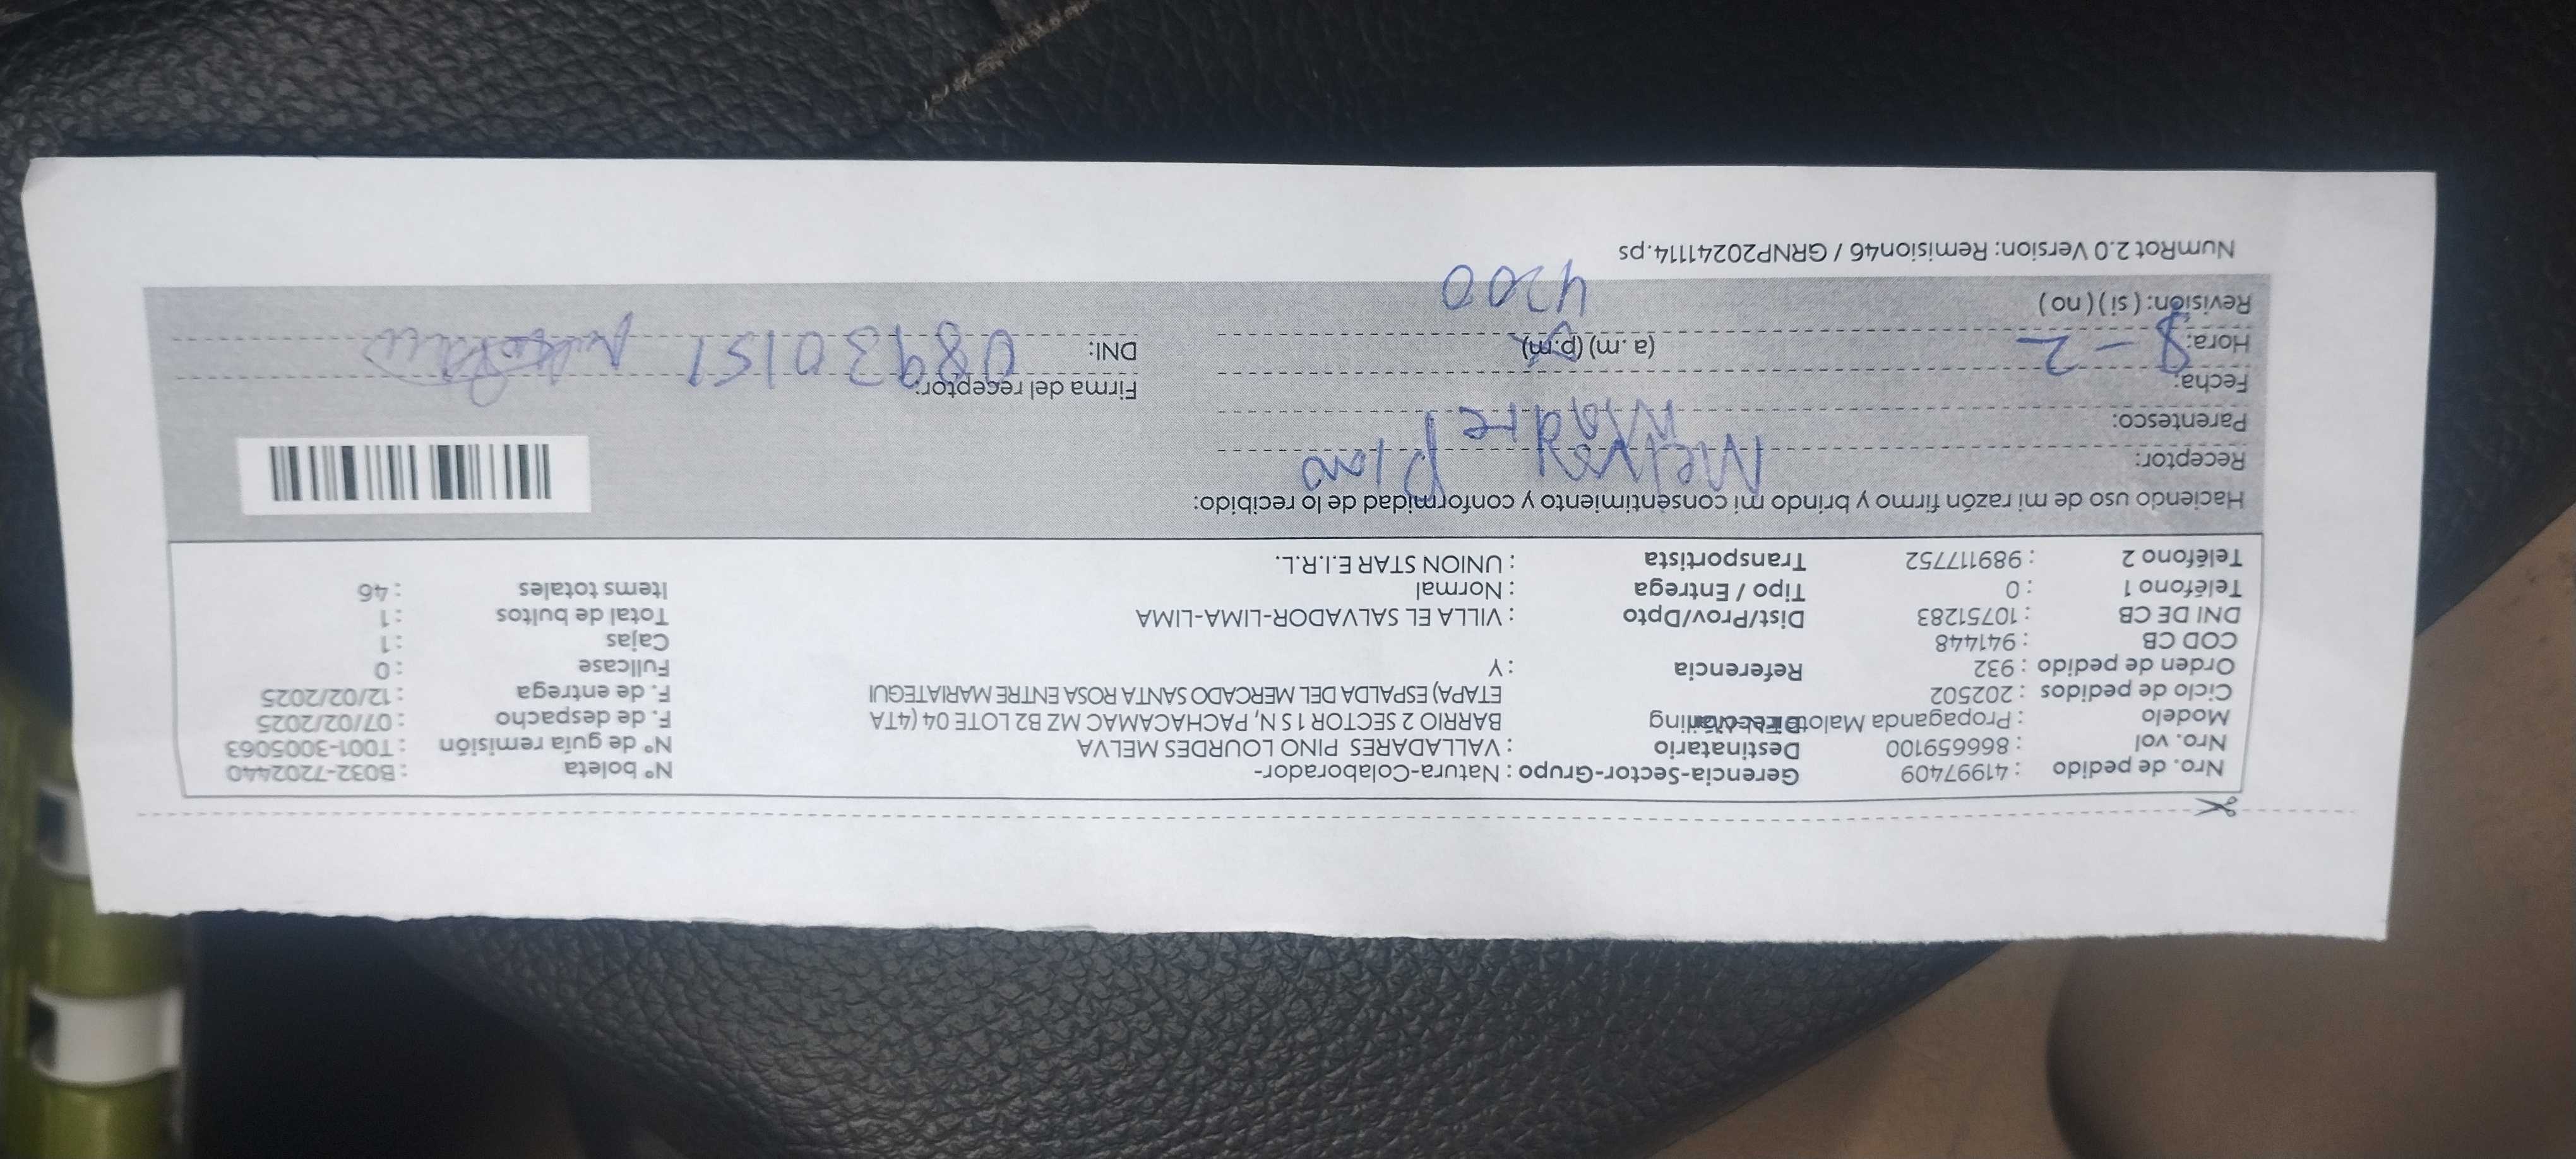 Nro. de pedido : 41997409 Gerencia-Sector-Grupo : Natura-Colaborador- Nº boleta : B032-7202440
Nro. vol : 866659100 Destinatario : VALLADARES PINO LOURDES MELVA Nº de guía remisión : T001-3005063
Modelo : Propaganda Maloto BARRIO 2 SECTOR 1 S N, PACHACAMAC MZ B2 LOTE 04 (4TA F. de despacho : 07/02/2025
Ciclo de pedidos : 202502 ETAPA) ESPALDA DEL MERCADO SANTA ROSA ENTRE MARIATEGUI F. de entrega : 12/02/2025
Orden de pedido : 932 Referencia : Y Fullcase : 0
COD CB : 941448 Cajas : 1
DNI DE CB : 10751283 Dist/Prov/Dpto : VILLA EL SALVADOR-LIMA-LIMA Total de bultos : 1
Teléfono 1 : 0 Tipo / Entrega : Normal Items totales : 46
Teléfono 2 : 989117752 Transportista : UNION STAR E.I.R.L.
Haciendo uso de mi razón firmo y brindo mi consentimiento y conformidad de lo recibido:
Receptor: Pino
Parentesco: Madre
Fecha: 8-2 Firma del receptor:
Hora: (a. m) (p.m) DNI: 08930151
Revisión: ( si ) ( no ) 4200
NumRot 2.0 Version: Remision46 / GRNP20241114.ps